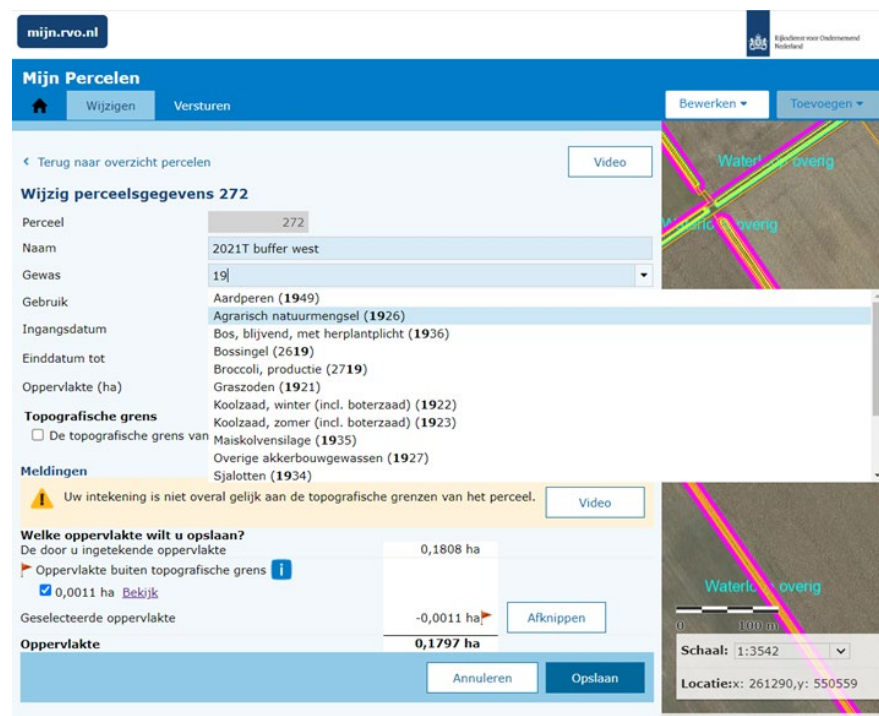 mijn.rvo.nl
Rijksdienst voor Ondernemend
Nederland
Mijn Percelen
Wijzigen Versturen Bewerken Toevoegen
Terug naar overzicht percelen Video
Wijzig perceelsgegevens 272
Perceel 272
Naam 2021T buffer west
Gewas 19
Gebruik Aardperen (1949)
Agrarisch natuurmengsel (1926)
Ingangsdatum Bos, blijvend, met herplantplicht (1936)
Einddatum tot Bossingel (2619)
Broccoli, productie (2719)
Oppervlakte (ha) Graszoden (1921)
Koolzaad, winter (incl. boterzaad) (1922)
Topografische grens Koolzaad, zomer (incl. boterzaad) (1923)
De topografische grens van Maiskolvensilage (1935)
Overige akkerbouwgewassen (1927)
Meldingen Sjalotten (1934)
Uw intekening is niet overal gelijk aan de topografische grenzen van het perceel. Video
Welke oppervlakte wilt u opslaan?
De door u ingetekende oppervlakte 0,1808 ha
Oppervlakte buiten topografische grens i
0,0011 ha Bekijk
Geselecteerde oppervlakte -0,0011 ha Afknippen
Oppervlakte 0,1797 ha
Annuleren Opslaan
Waterloop overig
Waterloop overig
Waterloop overig
0 100 m
Schaal: 1:3542
Locatie:x: 261290,y: 550559